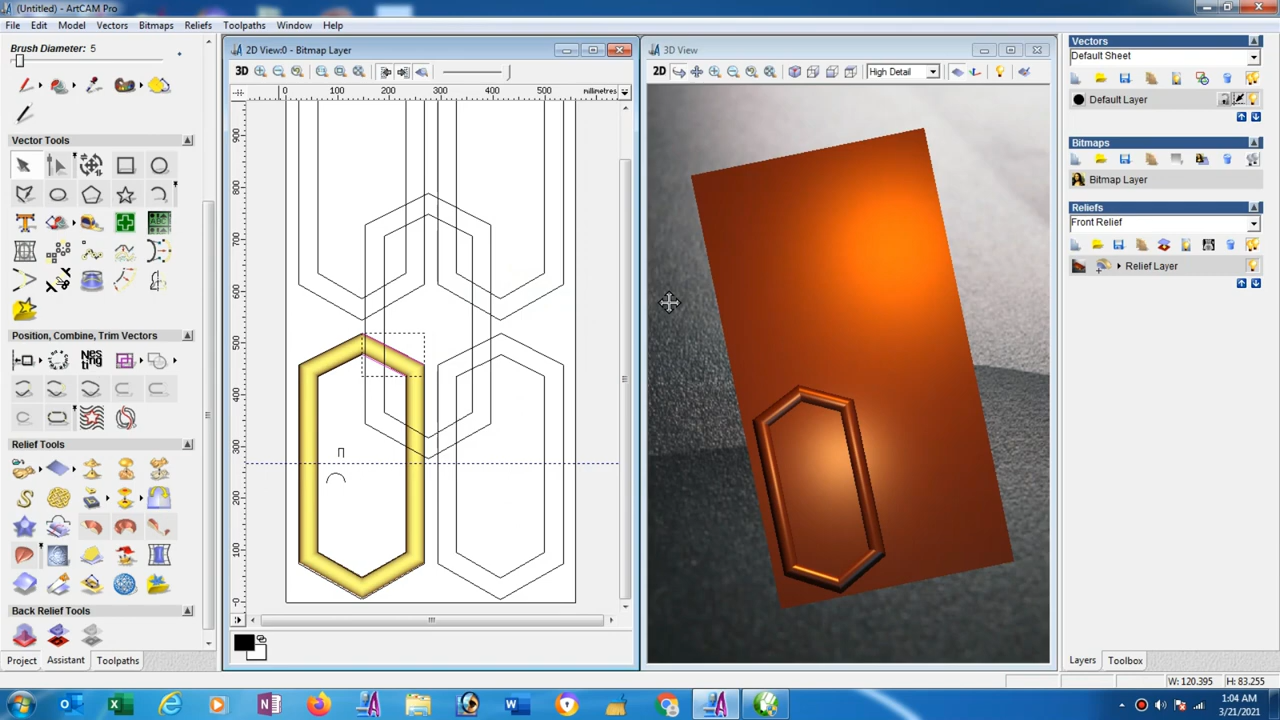 (Untitled) - ArtCAM Pro
File Edit Model Vectors Bitmaps Reliefs Toolpaths Window Help
Brush Diameter: 5
Vector Tools
Position, Combine, Trim Vectors
Relief Tools
Back Relief Tools
Project Assistant Toolpaths
2D View:0 - Bitmap Layer
3D
0 100 200 300 400 500 millimetres
900
800
700
600
500
400
300
200
100
-0
3D View
2D High Detail
Vectors
Default Sheet
Default Layer
Bitmaps
Bitmap Layer
Reliefs
Front Relief
Relief Layer
Layers Toolbox
W: 120.395 H: 83.255
1:04 AM
3/21/2021